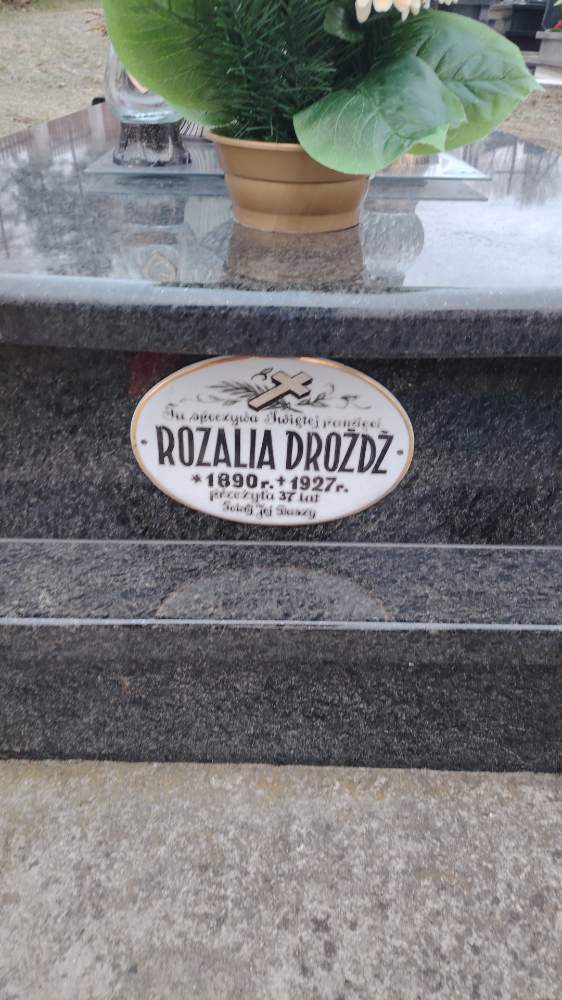 Tu spoczywa Świętej pamięci
ROZALIA DROŻDŻ
*1890r. +1927r.
przeżyła 37 lat
Pokój Jej Duszy